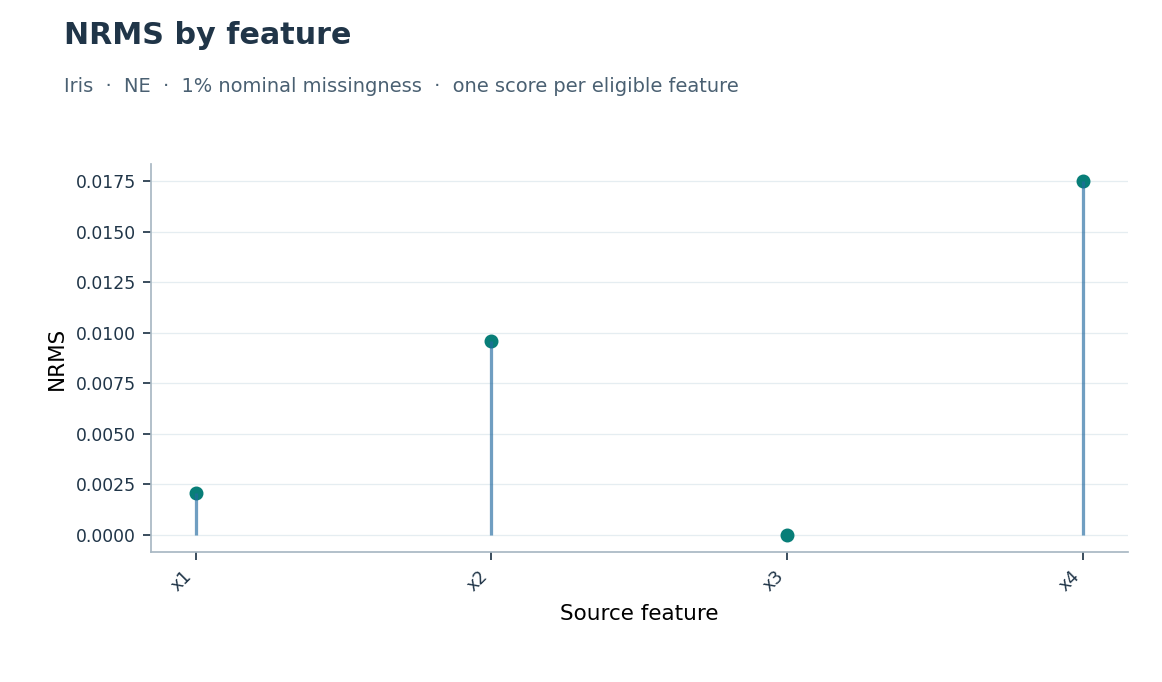 NRMS by feature
Iris · NE · 1% nominal missingness · one score per eligible feature
0.0175
0.0150
0.0125
0.0100
0.0075
0.0050
0.0025
0.0000
NRMS
x1 x2 x3 x4
Source feature